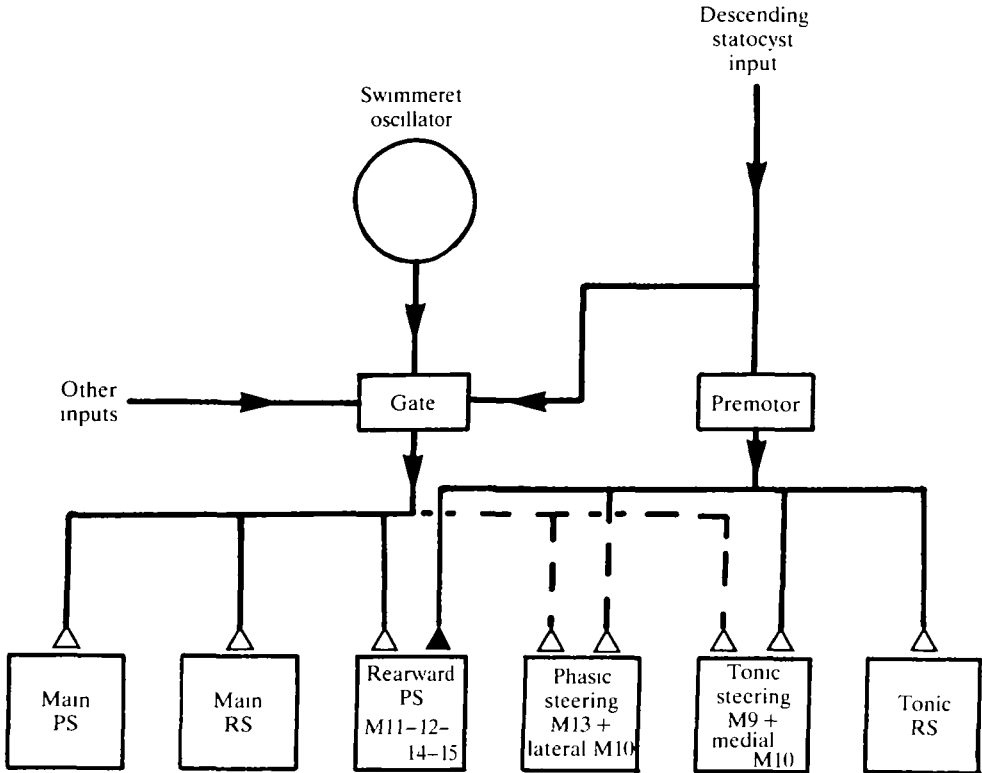 Descending
statocyst
input
Swimmeret
oscillator
Other
inputs
Gate
Premotor
Main
PS
Main
RS
Rearward
PS
M11–12–
14–15
Phasic
steering
M13 +
lateral M10
Tonic
steering
M9 +
medial
M10
Tonic
RS